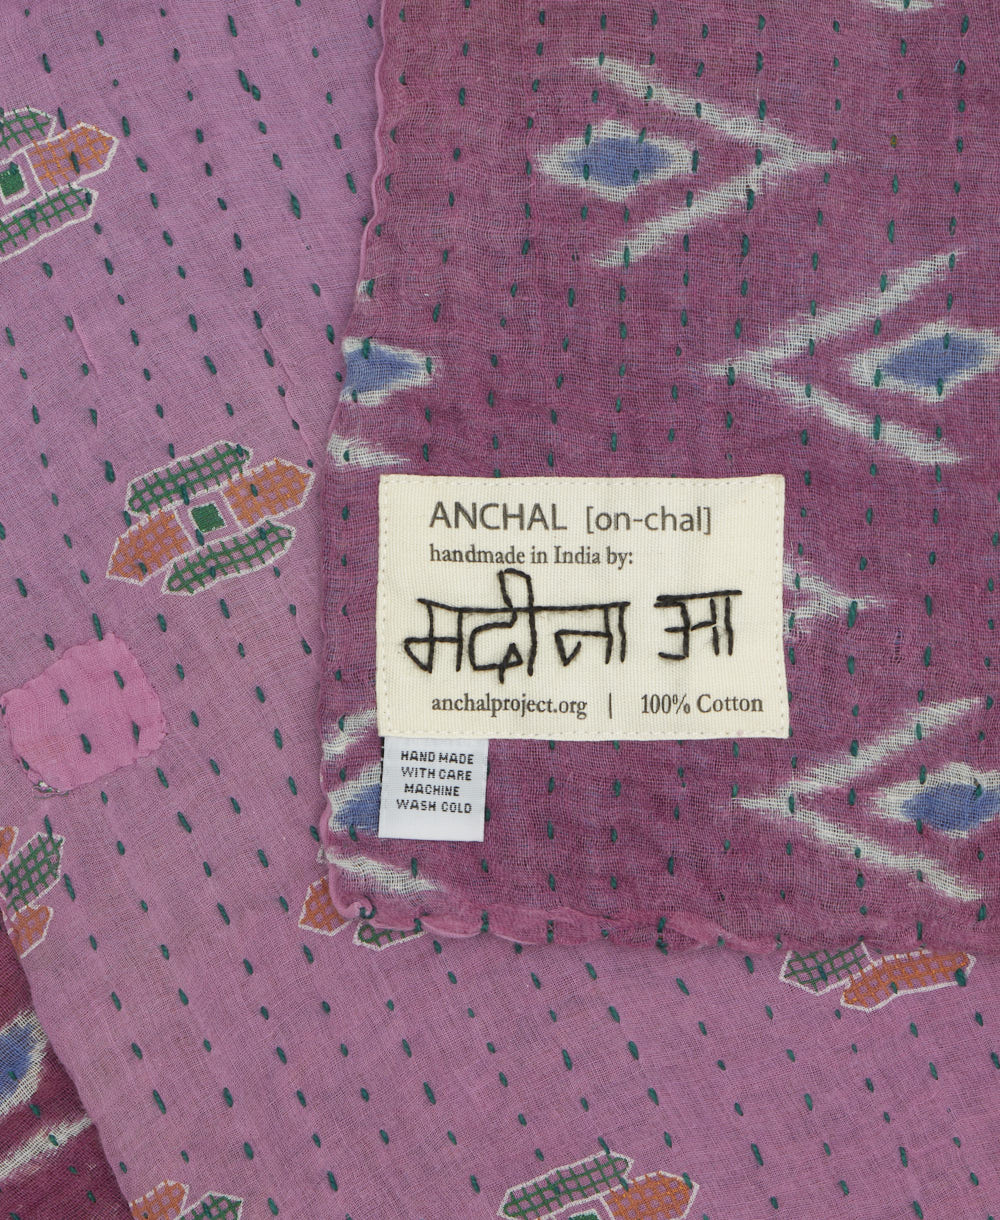 ANCHAL [on-chal]
handmade in India by:
मदीना आ
anchalproject.org | 100% Cotton
HAND MADE
WITH CARE
MACHINE
WASH COLD